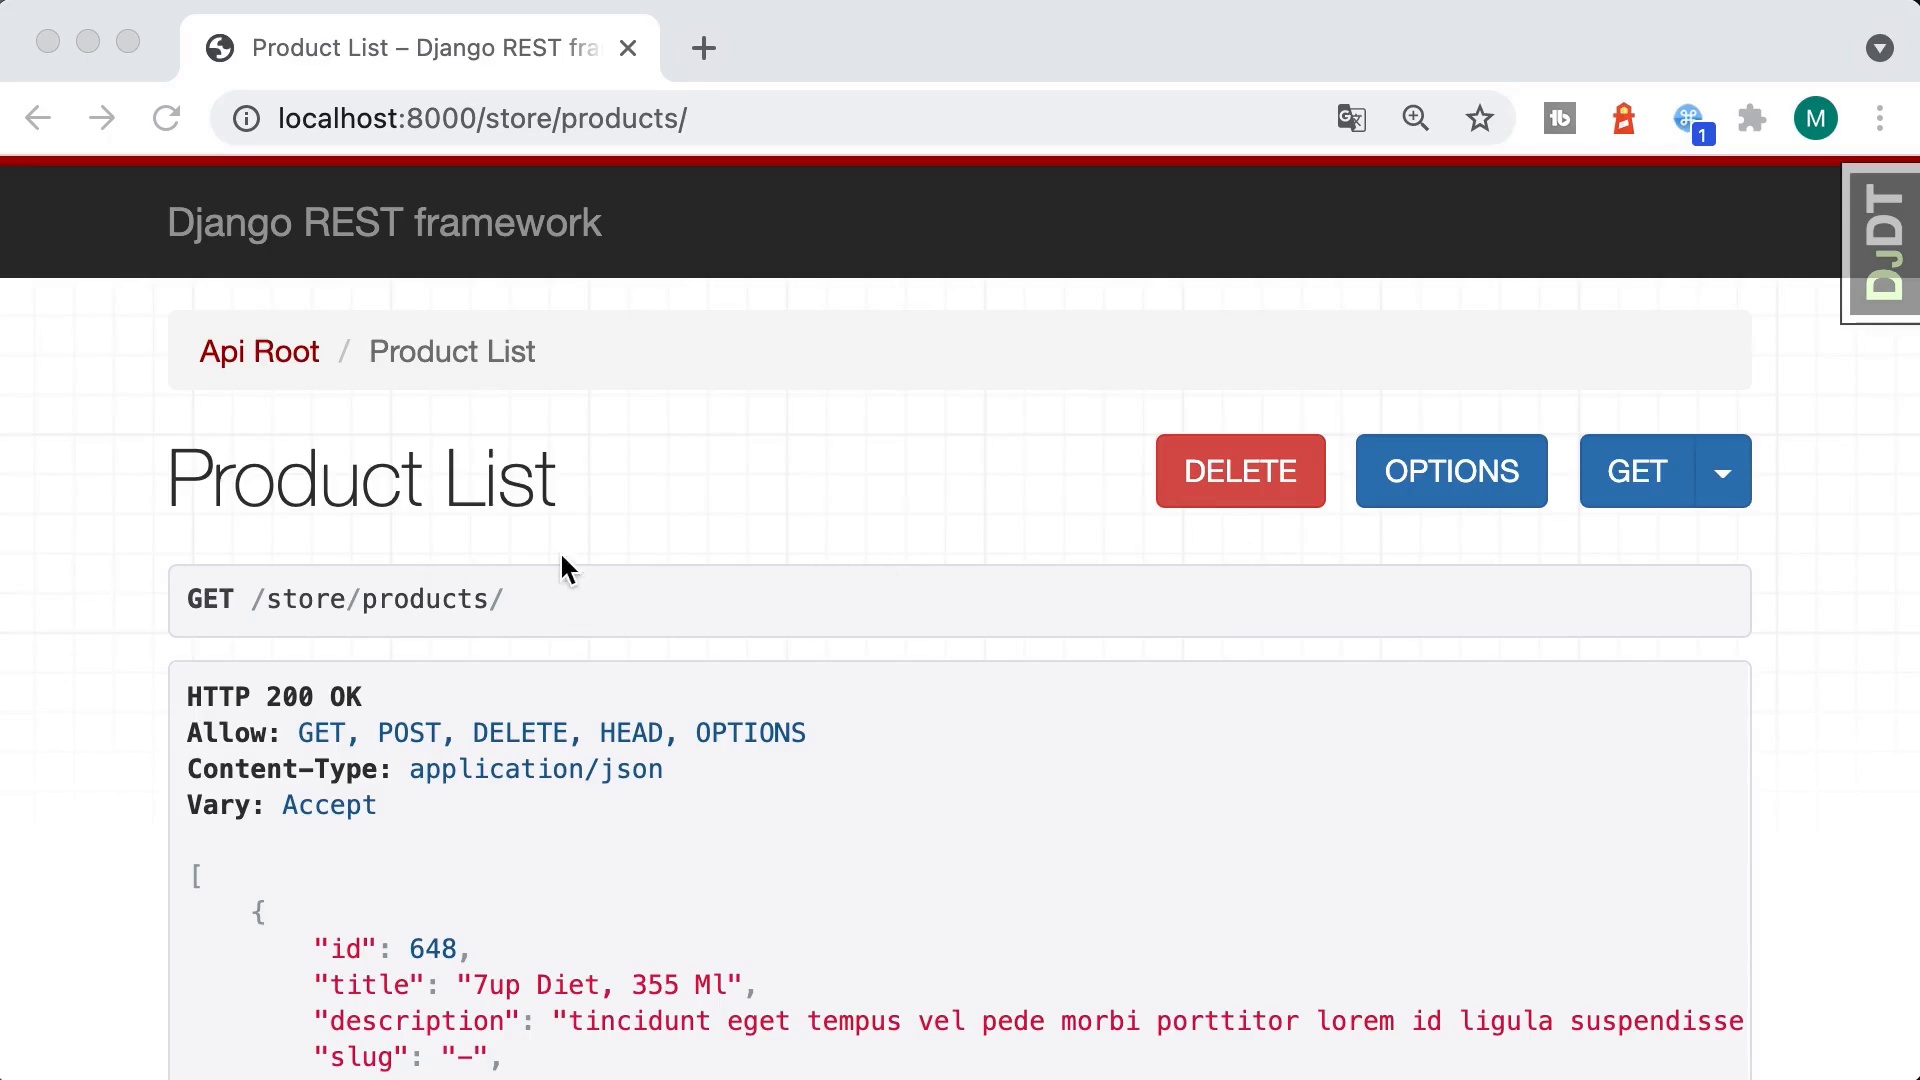 Product List – Django REST fra
localhost:8000/store/products/
1
M
Django REST framework
DJDT
Api Root / Product List
Product List
DELETE
OPTIONS
GET
GET /store/products/
HTTP 200 OK
Allow: GET, POST, DELETE, HEAD, OPTIONS
Content-Type: application/json
Vary: Accept
[
{
"id": 648,
"title": "7up Diet, 355 Ml",
"description": "tincidunt eget tempus vel pede morbi porttitor lorem id ligula suspendisse
"slug": "-",